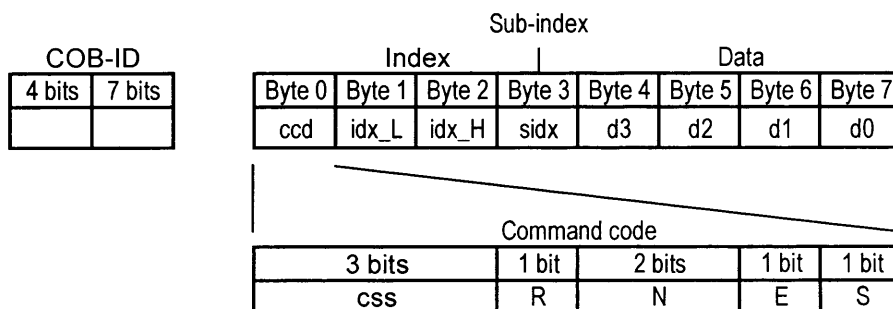 Sub-index
COB-ID Index Data
4 bits 7 bits Byte 0 Byte 1 Byte 2 Byte 3 Byte 4 Byte 5 Byte 6 Byte 7
ccd idx_L idx_H sidx d3 d2 d1 d0
Command code
3 bits 1 bit 2 bits 1 bit 1 bit
css R N E S